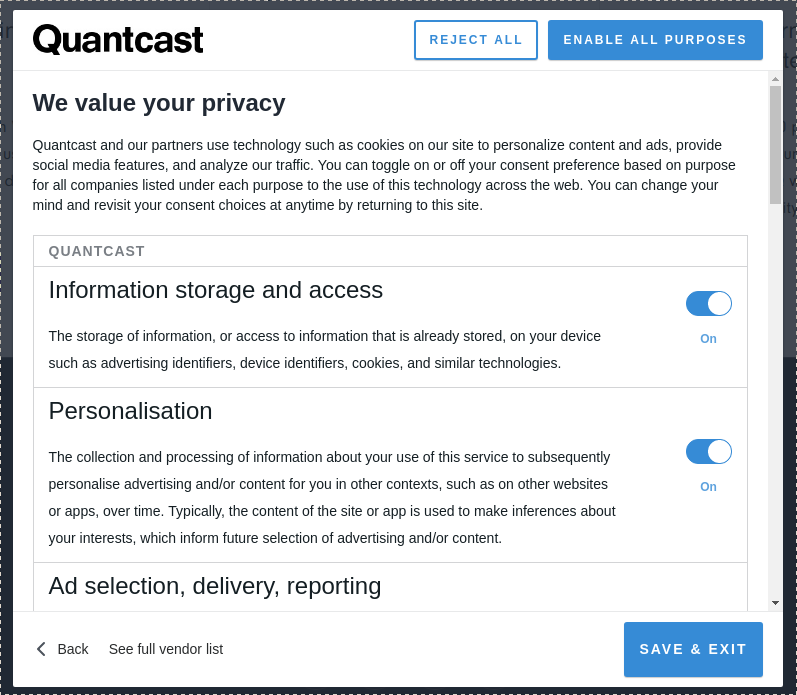 Quantcast
REJECT ALL
ENABLE ALL PURPOSES
We value your privacy
Quantcast and our partners use technology such as cookies on our site to personalize content and ads, provide
social media features, and analyze our traffic. You can toggle on or off your consent preference based on purpose
for all companies listed under each purpose to the use of this technology across the web. You can change your
mind and revisit your consent choices at anytime by returning to this site.
QUANTCAST
Information storage and access
The storage of information, or access to information that is already stored, on your device
such as advertising identifiers, device identifiers, cookies, and similar technologies.
On
Personalisation
The collection and processing of information about your use of this service to subsequently
personalise advertising and/or content for you in other contexts, such as on other websites
or apps, over time. Typically, the content of the site or app is used to make inferences about
your interests, which inform future selection of advertising and/or content.
On
Ad selection, delivery, reporting
Back
See full vendor list
SAVE & EXIT